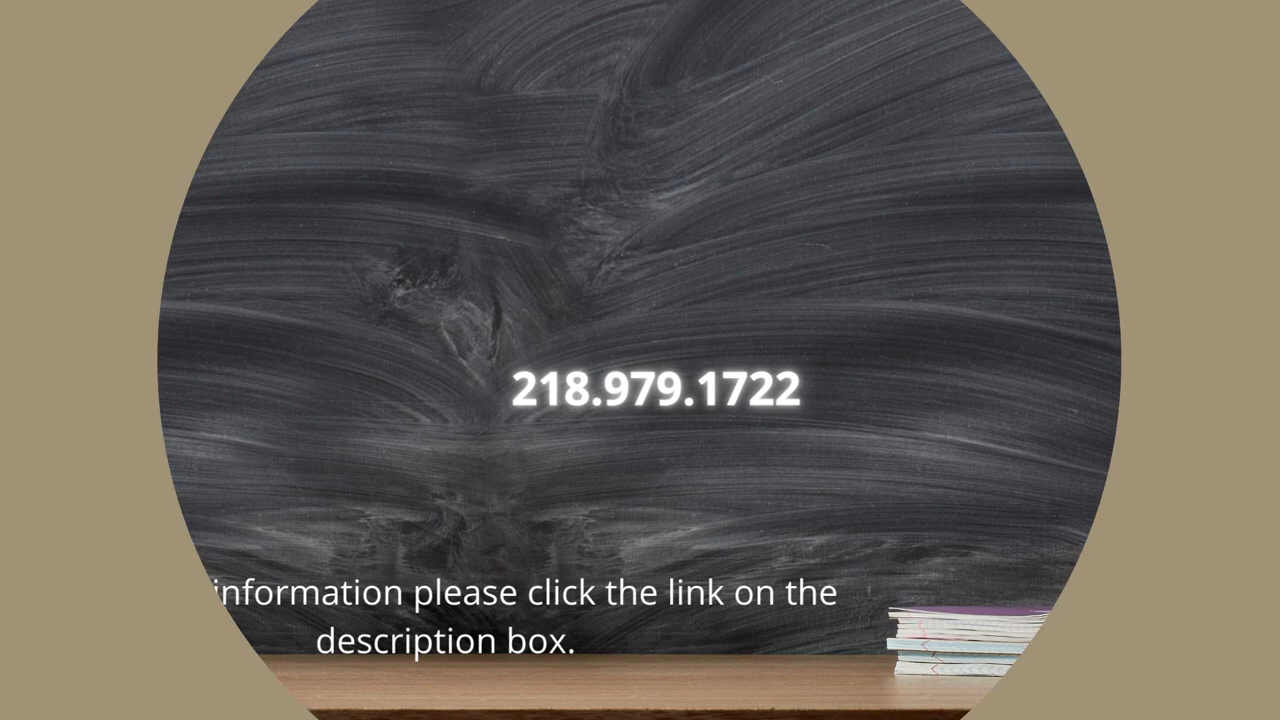 218.979.1722
information please click the link on the
description box.